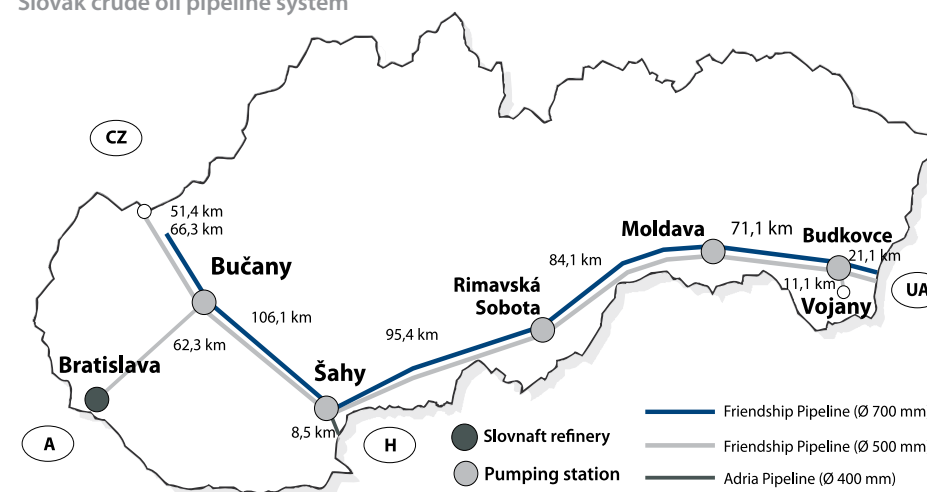 Slovak crude oil pipeline system
CZ
51,4 km
66,3 km
Bučany
106,1 km
62,3 km
Bratislava
A
Šahy
8,5 km
H
95,4 km
Rimavská
Sobota
84,1 km
Moldava
71,1 km
Budkovce
21,1 km
11,1 km
Vojany
UA
Slovnaft refinery
Pumping station
Friendship Pipeline (Ø 700 mm
Friendship Pipeline (Ø 500 mm
Adria Pipeline (Ø 400 mm)